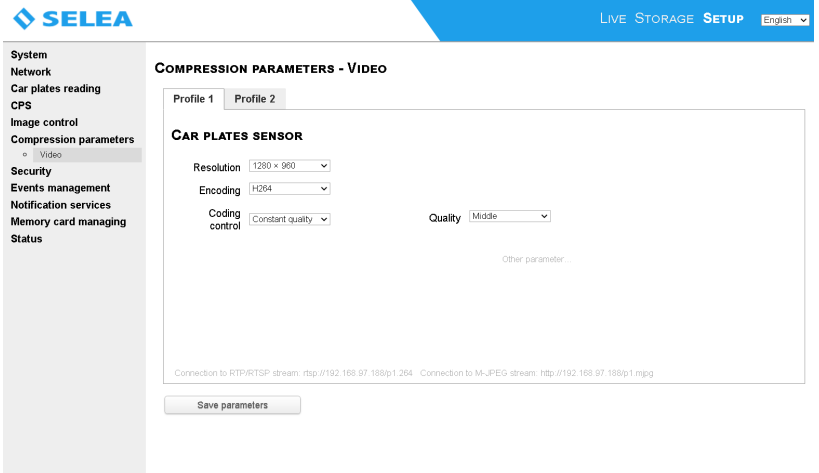 SELEA
LIVE STORAGE SETUP English
System
Network
Car plates reading
CPS
Image control
Compression parameters
Video
Security
Events management
Notification services
Memory card managing
Status
COMPRESSION PARAMETERS - VIDEO
Profile 1 Profile 2
CAR PLATES SENSOR
Resolution 1280 × 960
Encoding H264
Coding control Constant quality Quality Middle
Other parameter...
Connection to RTP/RTSP stream: rtsp://192.168.97.188/p1.264 Connection to M-JPEG stream: http://192.168.97.188/p1.mjpg
Save parameters